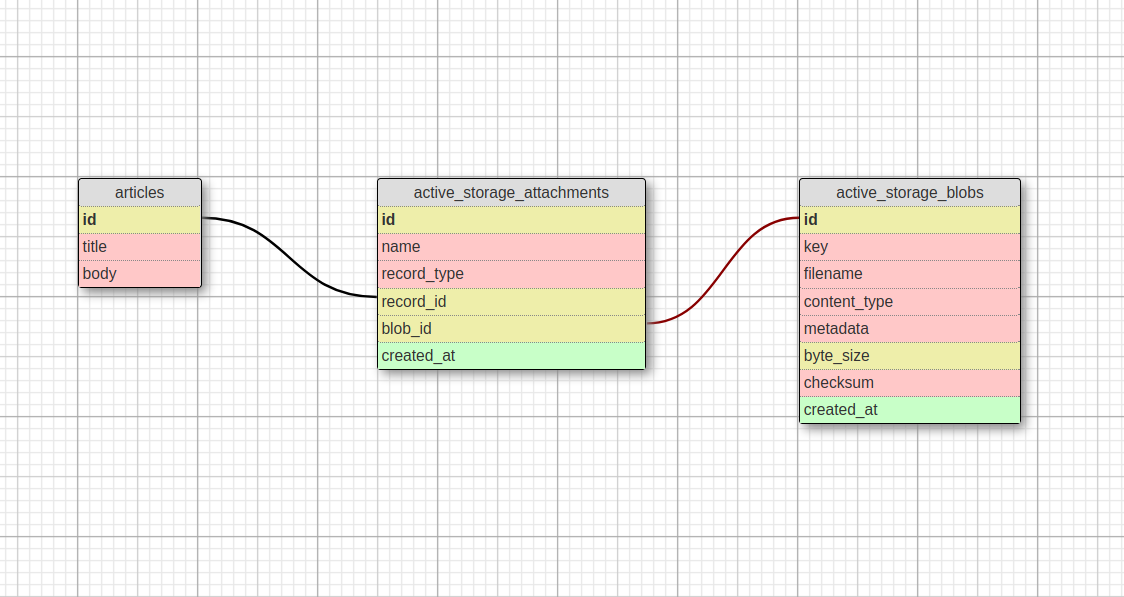 articles
id
title
body
active_storage_attachments
id
name
record_type
record_id
blob_id
created_at
active_storage_blobs
id
key
filename
content_type
metadata
byte_size
checksum
created_at